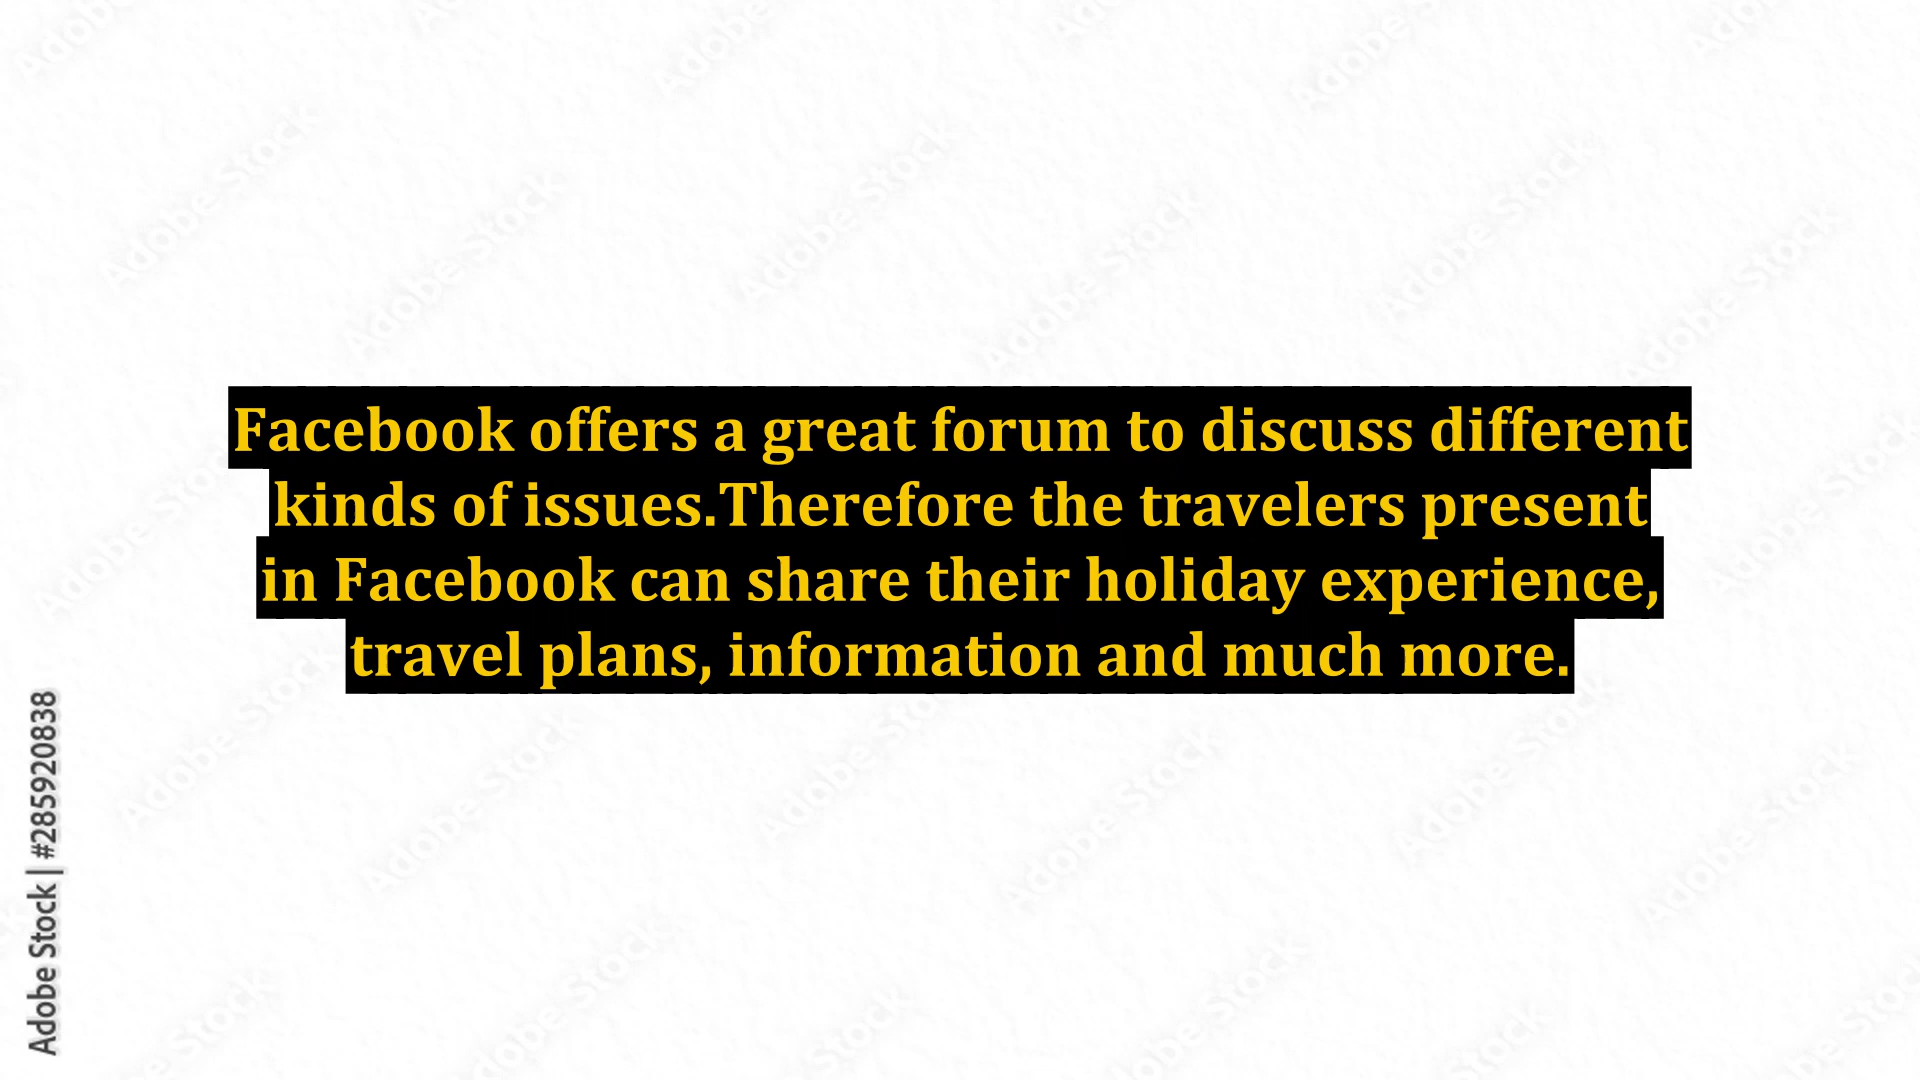 Facebook offers a great forum to discuss different
kinds of issues.Therefore the travelers present
in Facebook can share their holiday experience,
travel plans, information and much more.
Adobe Stock | #285920838